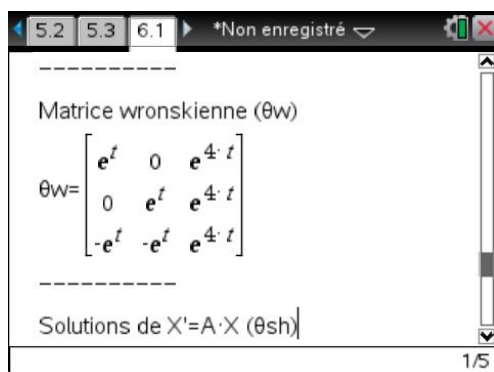 5.2 5.3 6.1 *Non enregistré
----------
Matrice wronskienne (θw)
e^t 0 e^4·t
θw= 0 e^t e^4·t
-e^t -e^t e^4·t
----------
Solutions de X'=A·X (θsh)
1/5